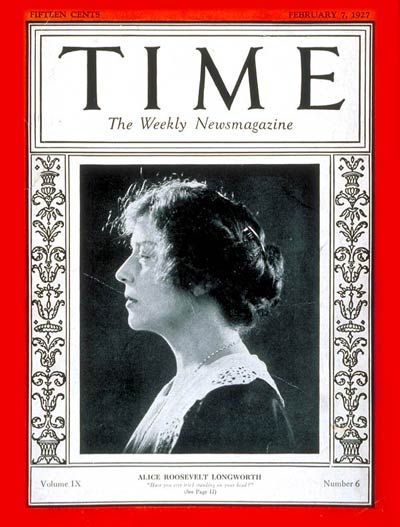 FIFTEEN CENTS FEBRUARY 7, 1927
TIME
The Weekly Newsmagazine
ALICE ROOSEVELT LONGWORTH
Volume IX Number 6
"Have you ever tried standing on your head?"
(See Page 12)